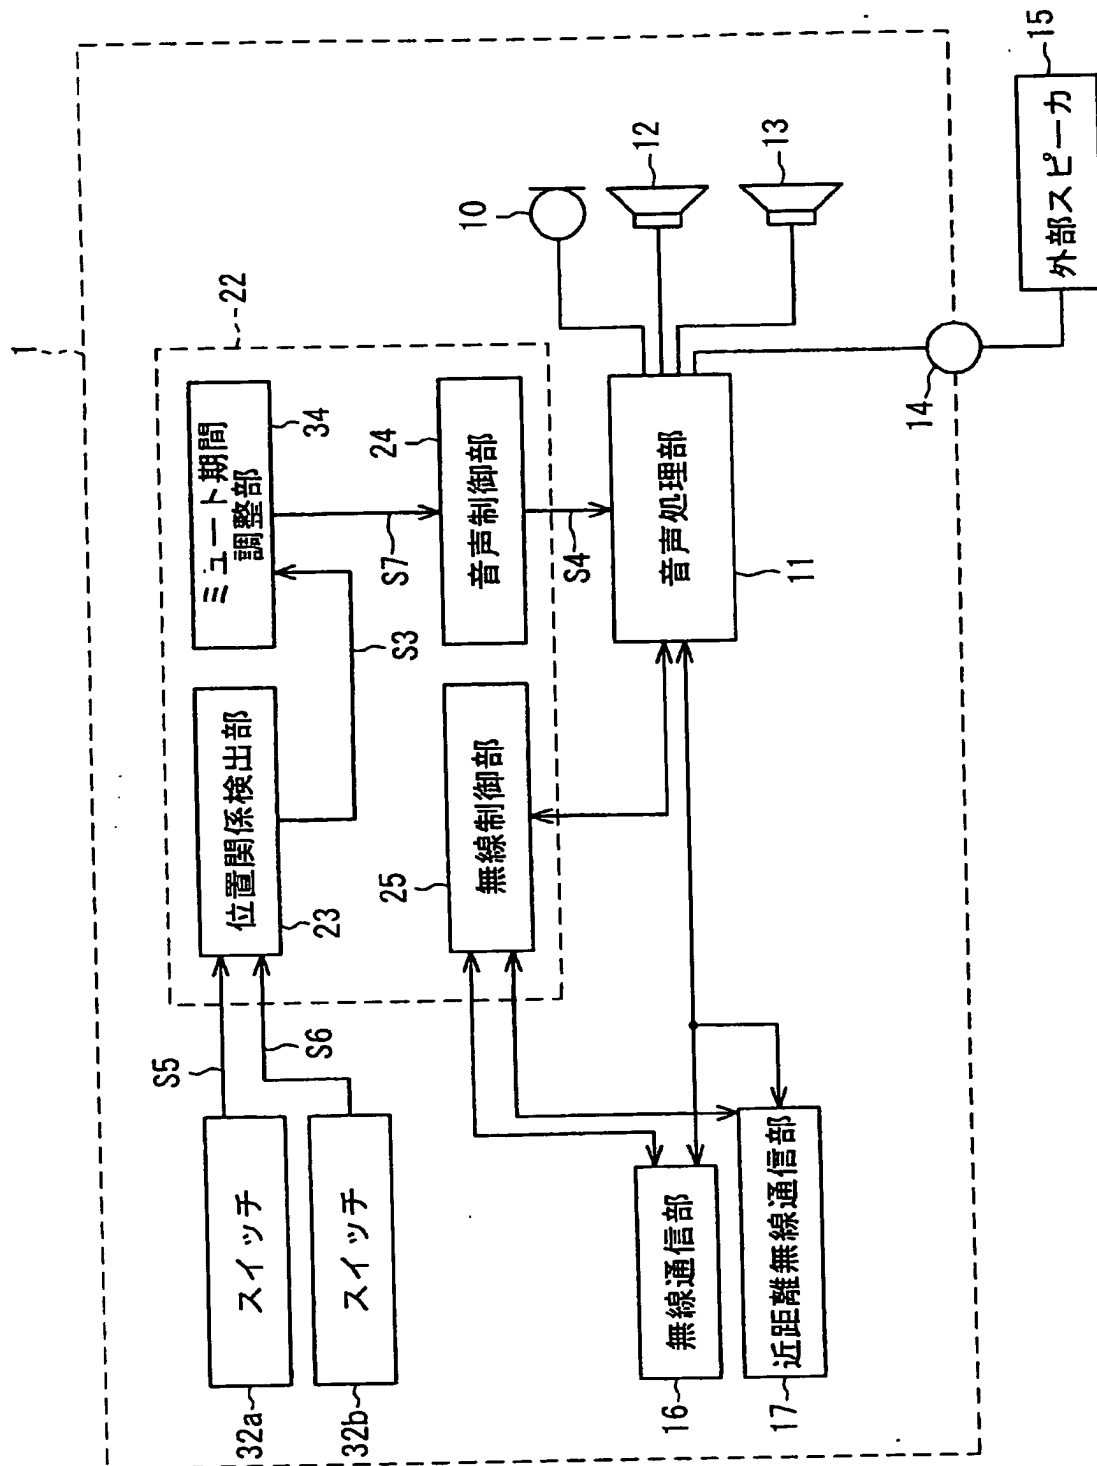 1
22
スイッチ
32a
スイッチ
32b
S5
S6
位置関係検出部
23
ミュート期間
調整部
34
S3
S7
無線制御部
25
音声制御部
24
S4
無線通信部
16
近距離無線通信部
17
音声処理部
11
10
12
13
14
外部スピーカ
15